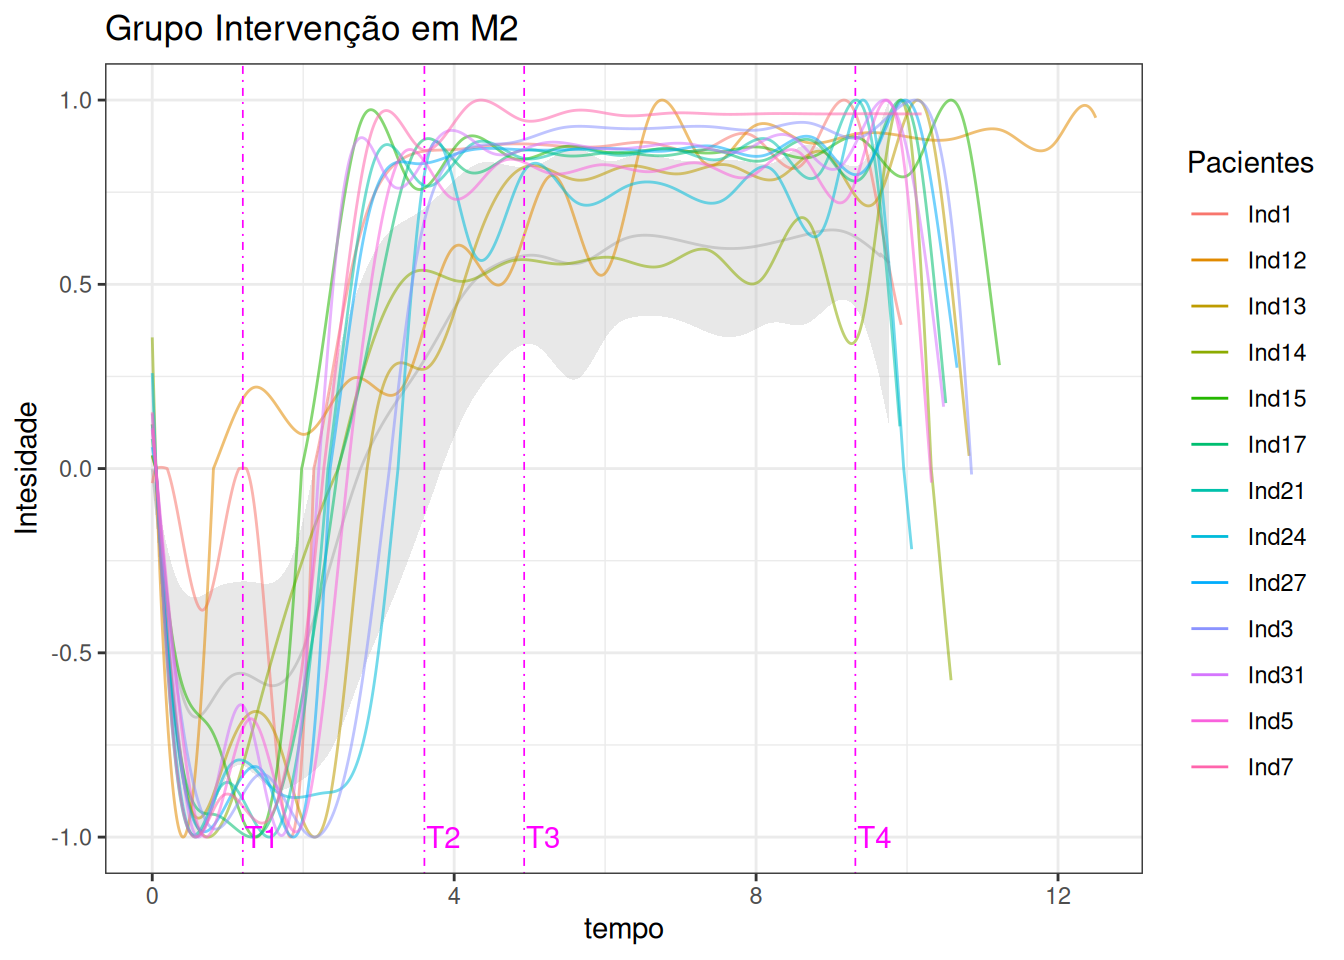 Grupo Intervenção em M2
Intesidade
1.0
0.5
0.0
-0.5
-1.0
T1
T2
T3
T4
0
4
8
12
tempo
Pacientes
Ind1
Ind12
Ind13
Ind14
Ind15
Ind17
Ind21
Ind24
Ind27
Ind3
Ind31
Ind5
Ind7